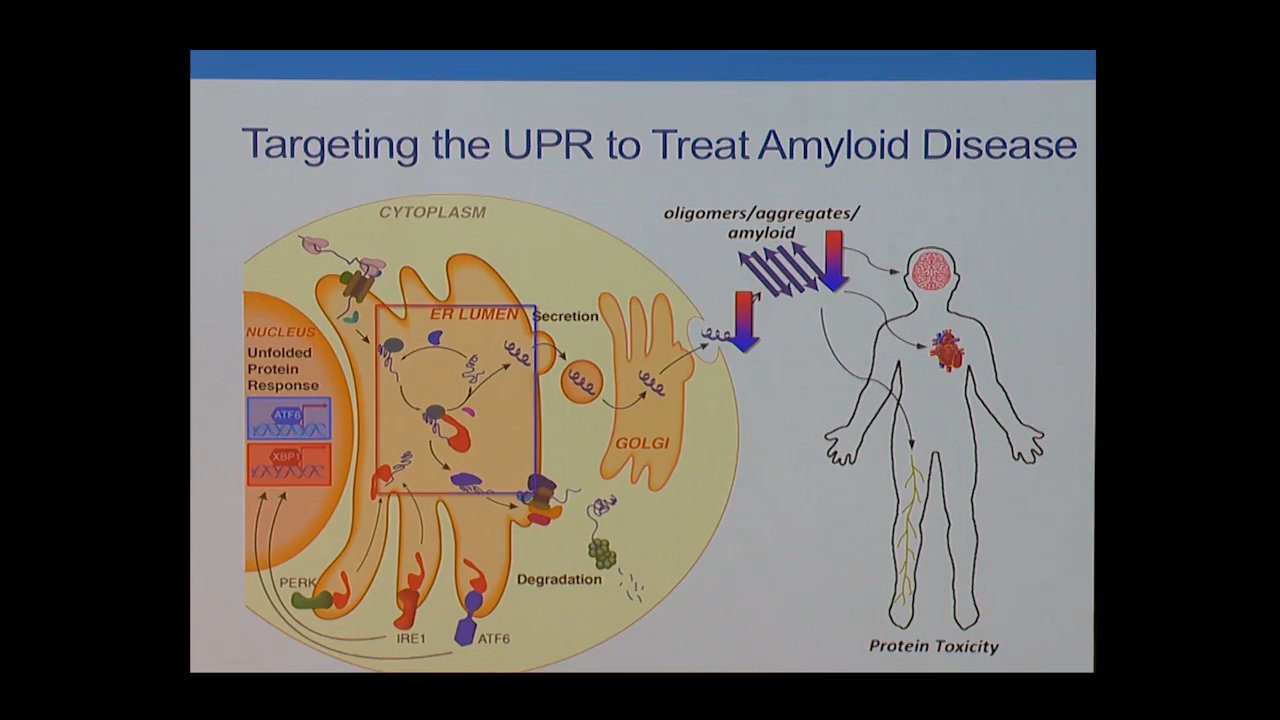 Targeting the UPR to Treat Amyloid Disease
CYTOPLASM
oligomers/aggregates/
amyloid
NUCLEUS
Unfolded
Protein
Response
ATF6
XBP1
ER LUMEN
Secretion
GOLGI
Degradation
PERK
IRE1
ATF6
Protein Toxicity